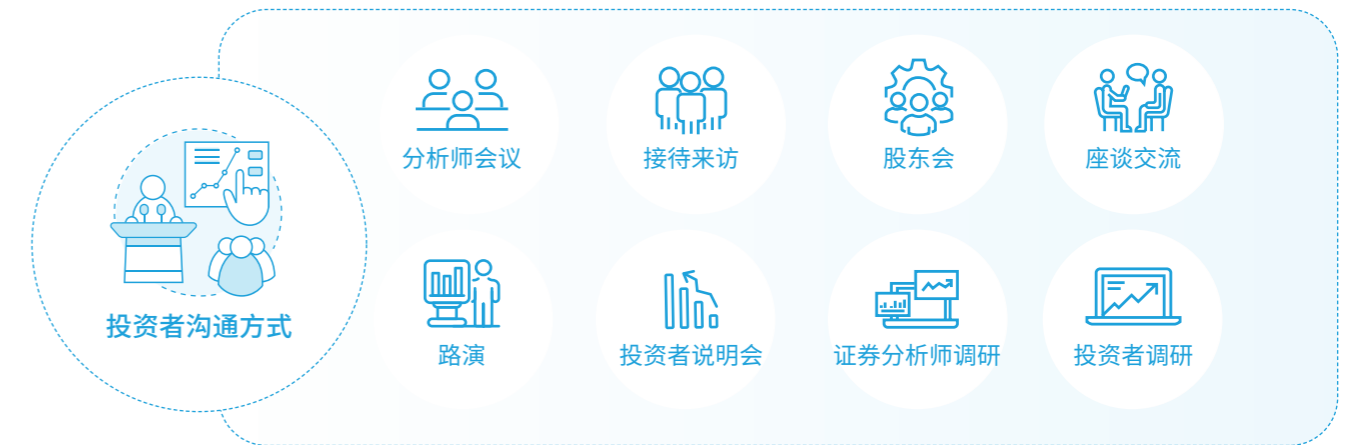 投资者沟通方式
分析师会议
接待来访
股东会
座谈交流
路演
投资者说明会
证券分析师调研
投资者调研